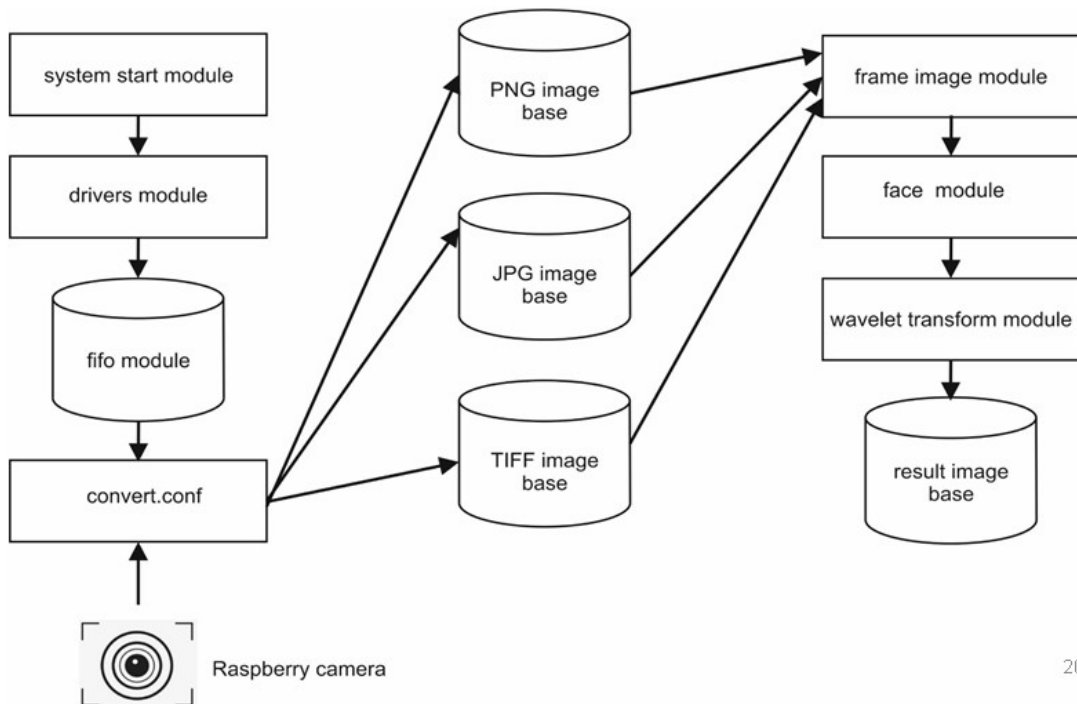 system start module
drivers module
fifo module
convert.conf
Raspberry camera
PNG image
base
JPG image
base
TIFF image
base
frame image module
face module
wavelet transform module
result image
base
20